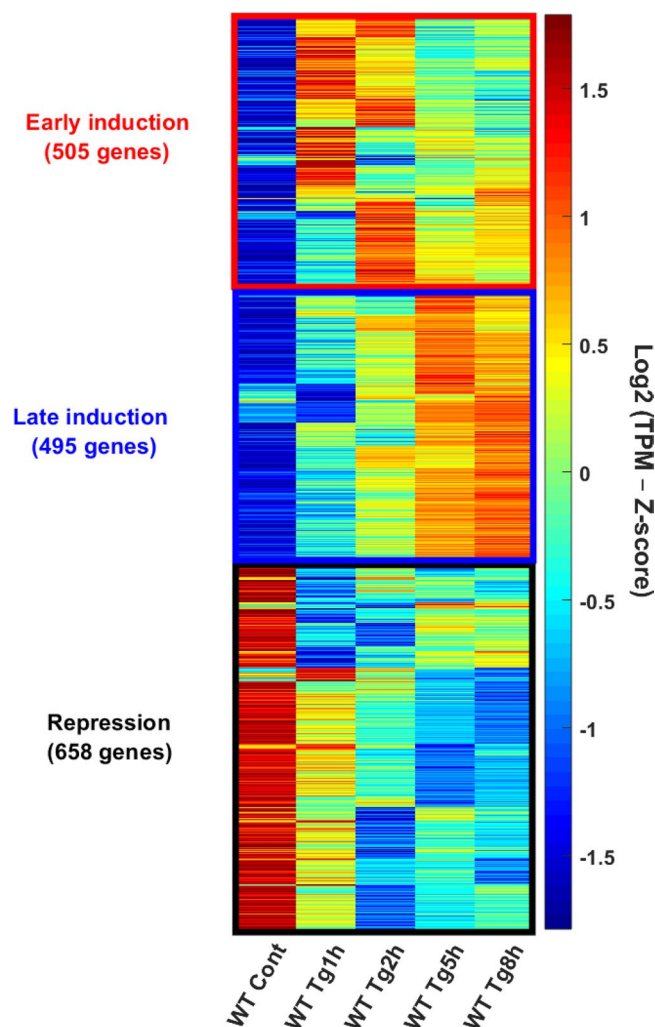 Early induction
(505 genes)
Late induction
(495 genes)
Repression
(658 genes)
1.5
1
0.5
0
-0.5
-1
-1.5
Log2 (TPM – Z-score)
WT Cont
WT Tg1h
WT Tg2h
WT Tg5h
WT Tg8h